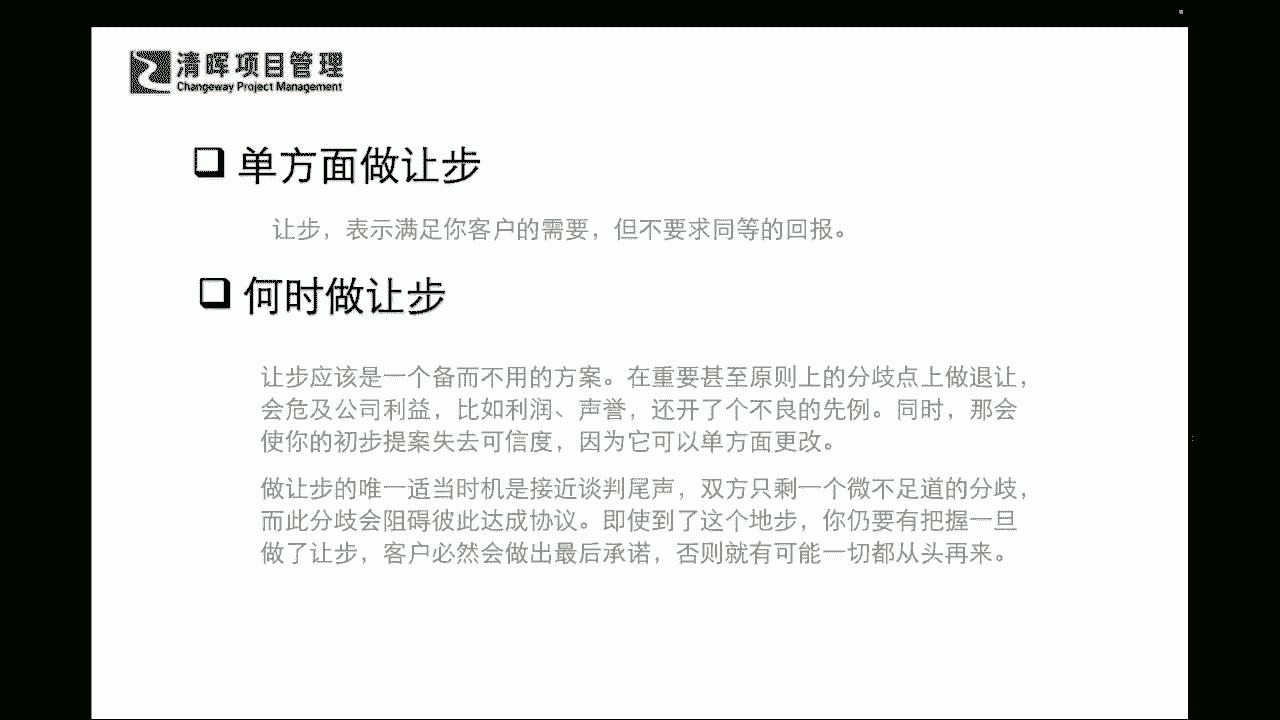 清晖项目管理
Changeway Project Management
单方面做让步
让步，表示满足你客户的需要，但不要求同等的回报。
何时做让步
让步应该是一个备而不用的方案。在重要甚至原则上的分歧点上做退让，
会危及公司利益，比如利润、声誉，还开了个不良的先例。同时，那会
使你的初步提案失去可信度，因为它可以单方面更改。
做让步的唯一适当时机是接近谈判尾声，双方只剩一个微不足道的分歧，
而此分歧会阻碍彼此达成协议。即使到了这个地步，你仍要有把握一旦
做了让步，客户必然会做出最后承诺，否则就有可能一切都从头再来。